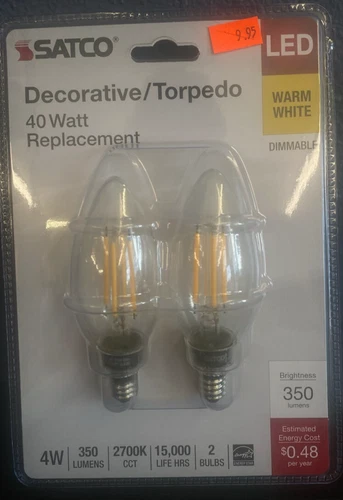 SATCO®
9.95
LED
Decorative/Torpedo
40 Watt
Replacement
WARM
WHITE
DIMMABLE
Brightness
350
lumens
Estimated
Energy Cost
$0.48
per year
4W
350
LUMENS
2700K
CCT
15,000
LIFE HRS
2
BULBS